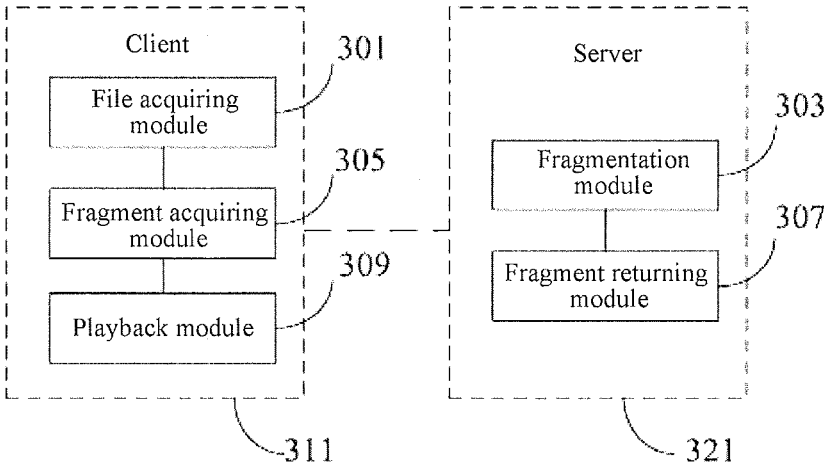 Client
301
File acquiring
module
305
Fragment acquiring
module
309
Playback module
311
Server
303
Fragmentation
module
307
Fragment returning
module
321